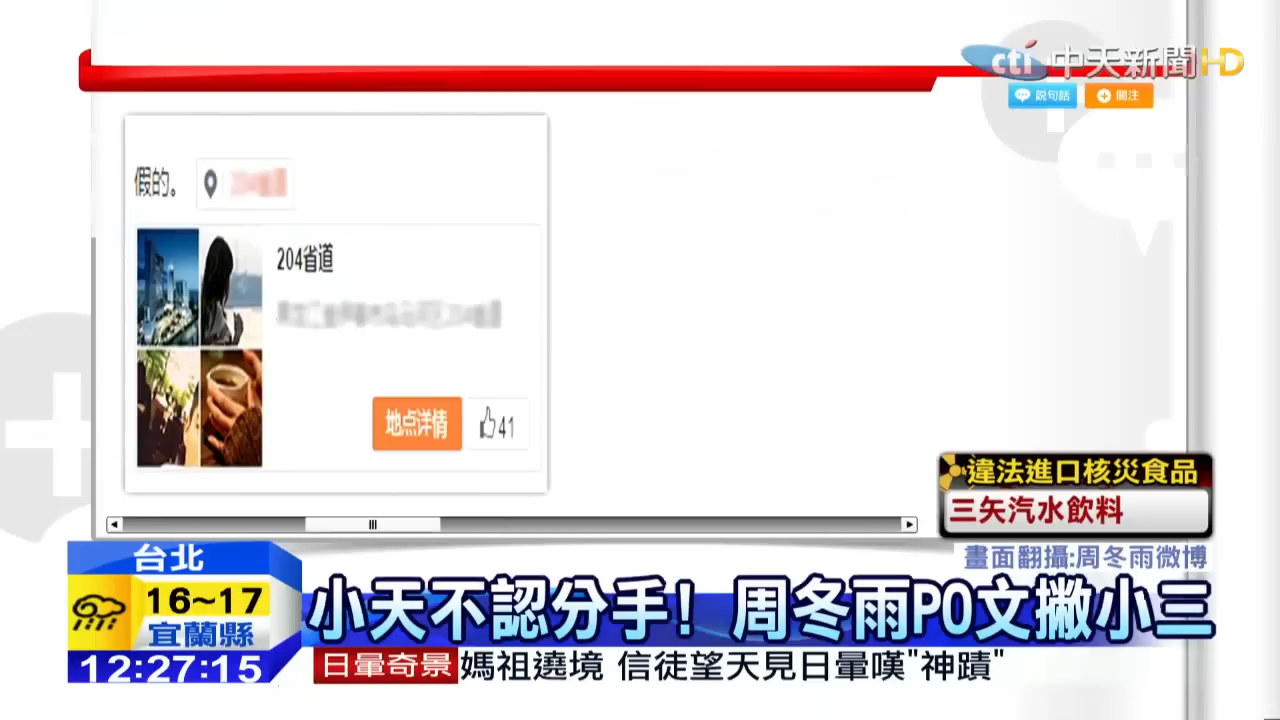 cti 中天新聞HD
説句話 關注
假的。
204省道
地点详情 41
違法進口核災食品
三矢汽水飲料
畫面翻攝:周冬雨微博
台北
16~17
宜蘭縣
12:27:15
小天不認分手! 周冬雨PO文撇小三
日暈奇景 媽祖遶境 信徒望天見日暈嘆"神蹟"